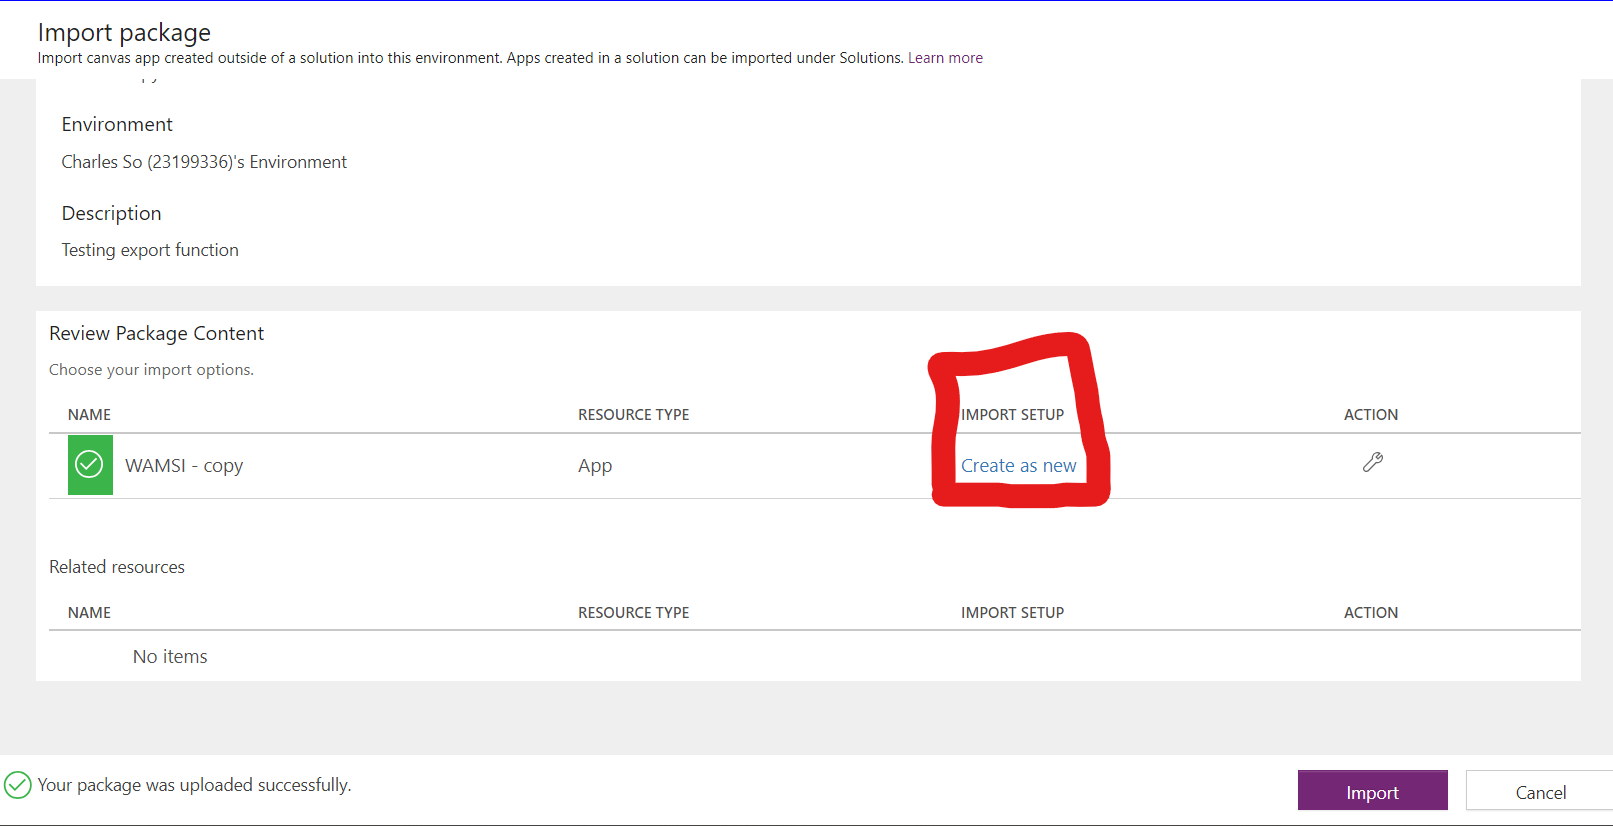 Import package
Import canvas app created outside of a solution into this environment. Apps created in a solution can be imported under Solutions. Learn more
Environment
Charles So (23199336)'s Environment
Description
Testing export function
Review Package Content
Choose your import options.
NAME RESOURCE TYPE IMPORT SETUP ACTION
WAMSI - copy App Create as new
Related resources
NAME RESOURCE TYPE IMPORT SETUP ACTION
No items
Your package was uploaded successfully.
Import Cancel